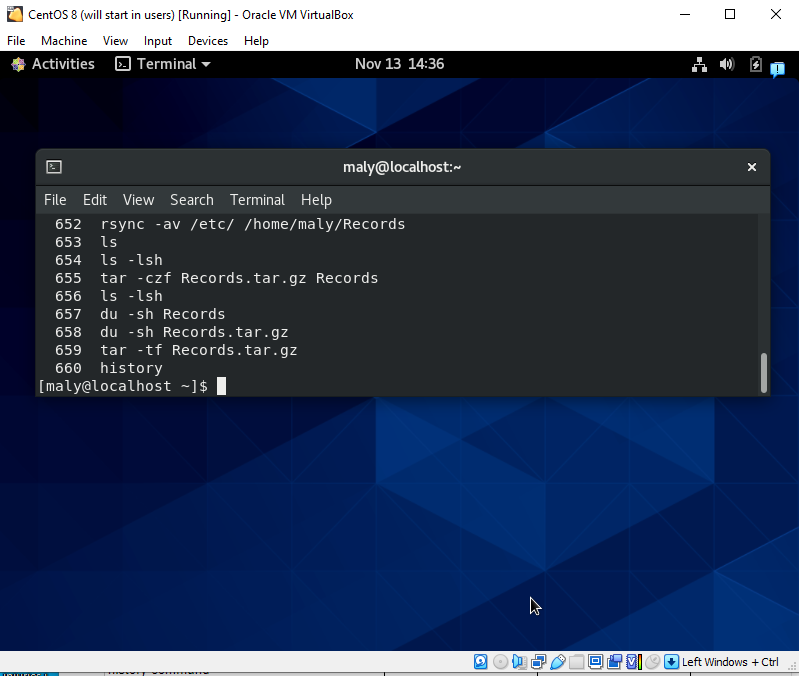 CentOS 8 (will start in users) [Running] - Oracle VM VirtualBox
File Machine View Input Devices Help
Activities Terminal Nov 13 14:36
maly@localhost:~
File Edit View Search Terminal Help
652 rsync -av /etc/ /home/maly/Records
653 ls
654 ls -lsh
655 tar -czf Records.tar.gz Records
656 ls -lsh
657 du -sh Records
658 du -sh Records.tar.gz
659 tar -tf Records.tar.gz
660 history
[maly@localhost ~]$
Left Windows + Ctrl